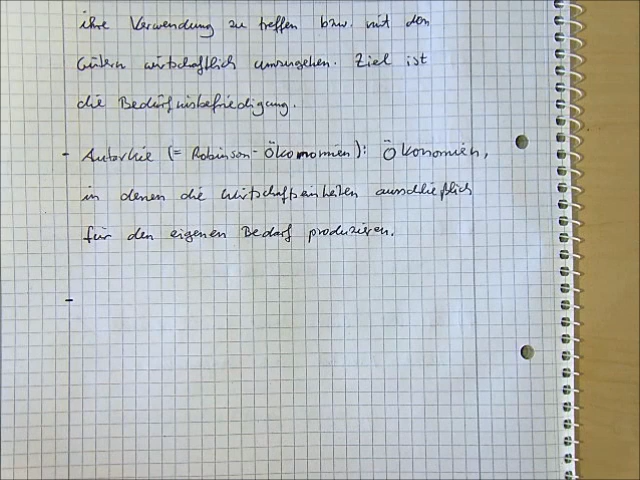 ihre Verwendung zu treffen bzw. mit den
Gütern wirtschaftlich umzugehen. Ziel ist
die Bedürfnisbefriedigung.
- Autarkie (= Robinson-Ökonomien): Ökonomien,
in denen die Wirtschaftseinheiten ausschließlich
für den eigenen Bedarf produzieren.
-